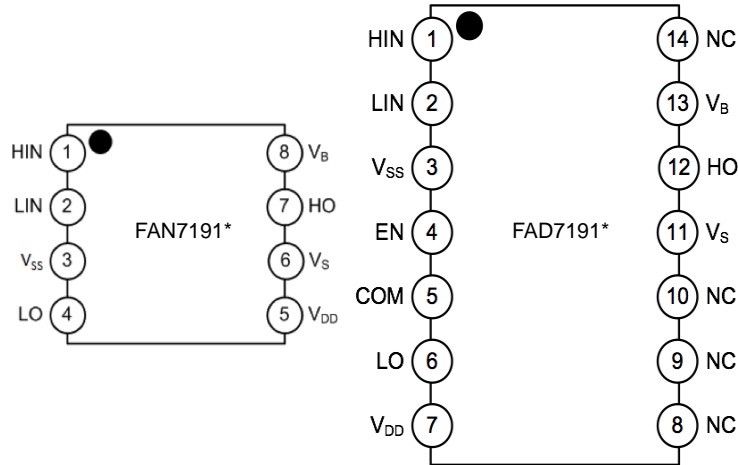 HIN 1 8 VB
LIN 2 7 HO
FAN7191*
VSS 3 6 VS
LO 4 5 VDD
HIN 1 14 NC
LIN 2 13 VB
VSS 3 12 HO
EN 4 FAD7191* 11 VS
COM 5 10 NC
LO 6 9 NC
VDD 7 8 NC